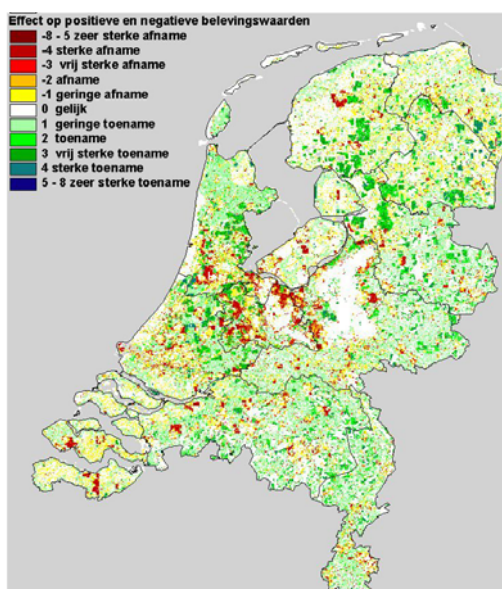 Effect op positieve en negatieve belevingswaarden
-8 - 5 zeer sterke afname
-4 sterke afname
-3 vrij sterke afname
-2 afname
-1 geringe afname
0 gelijk
1 geringe toename
2 toename
3 vrij sterke toename
4 sterke toename
5 - 8 zeer sterke toename